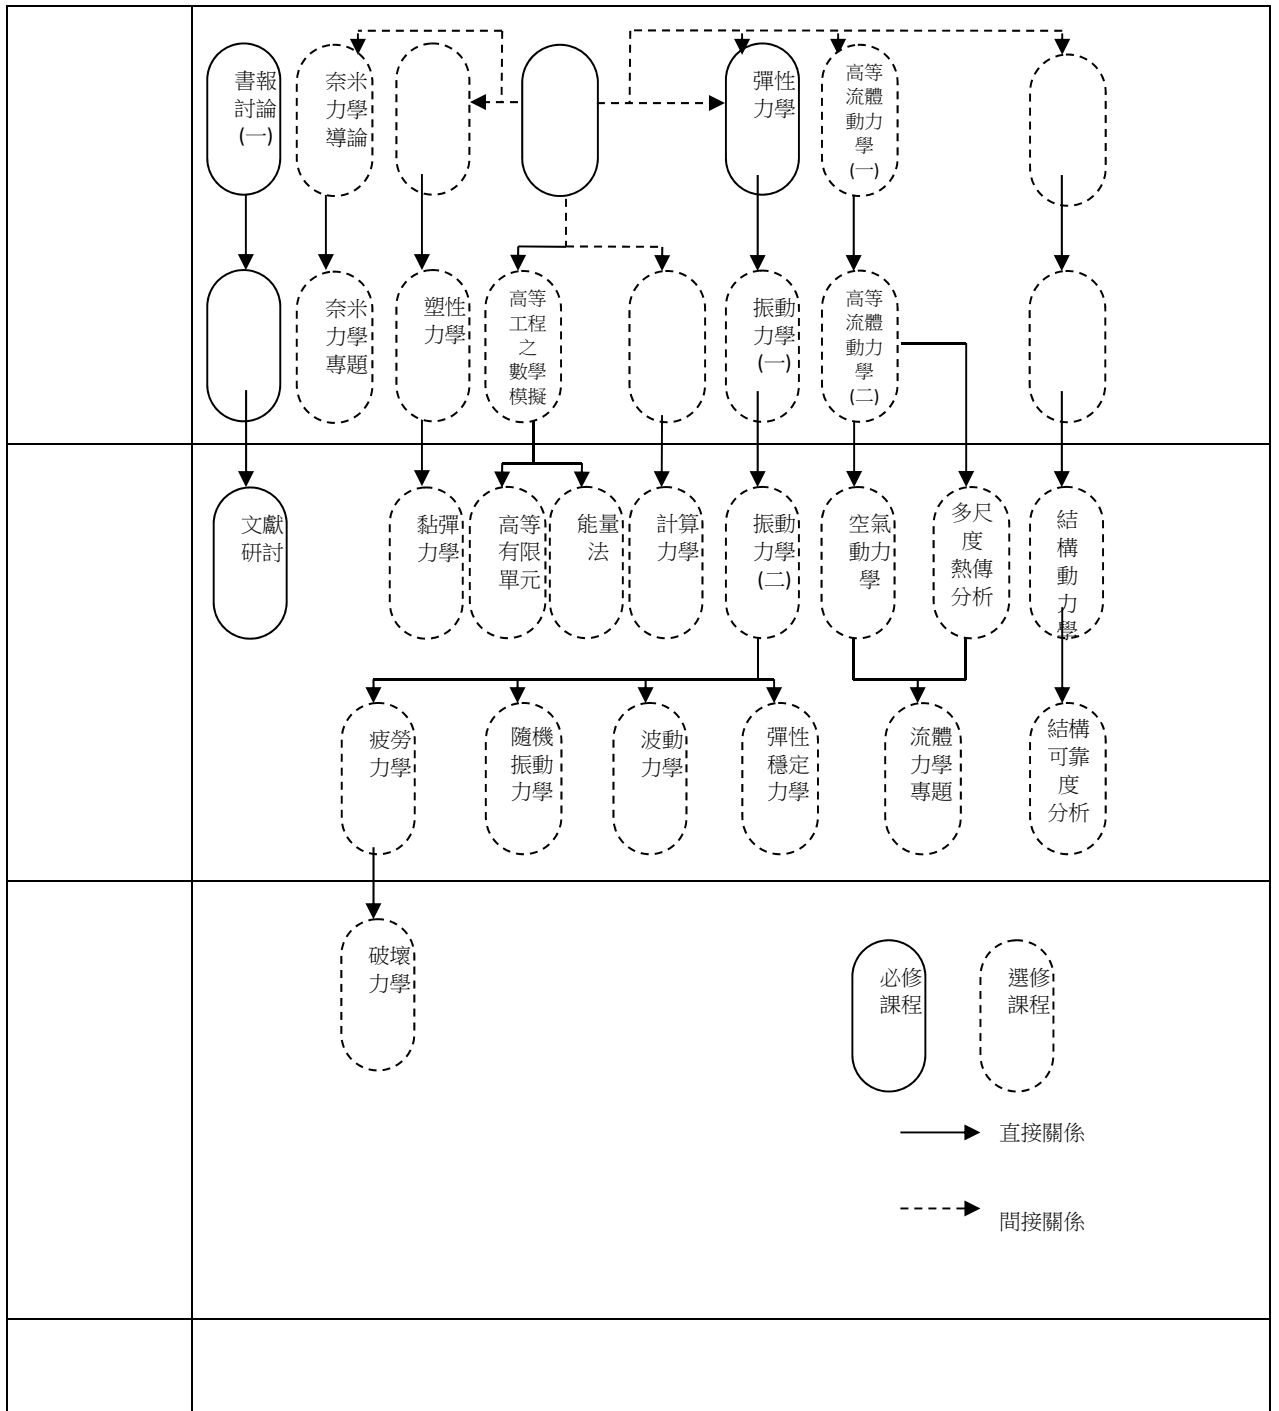 書報
討論
(一)
奈米
力學
導論
彈性
力學
高等
流體
動力
學
(一)
奈米
力學
專題
塑性
力學
高等
工程
之
數學
模擬
振動
力學
(一)
高等
流體
動力
學
(二)
文獻
研討
黏彈
力學
高等
有限
單元
能量
法
計算
力學
振動
力學
(二)
空氣
動力
學
多尺
度
熱傳
分析
結
構
動
力
學
疲勞
力學
隨機
振動
力學
波動
力學
彈性
穩定
力學
流體
力學
專題
結構
可靠
度
分析
破壞
力學
必修
課程
選修
課程
直接關係
間接關係